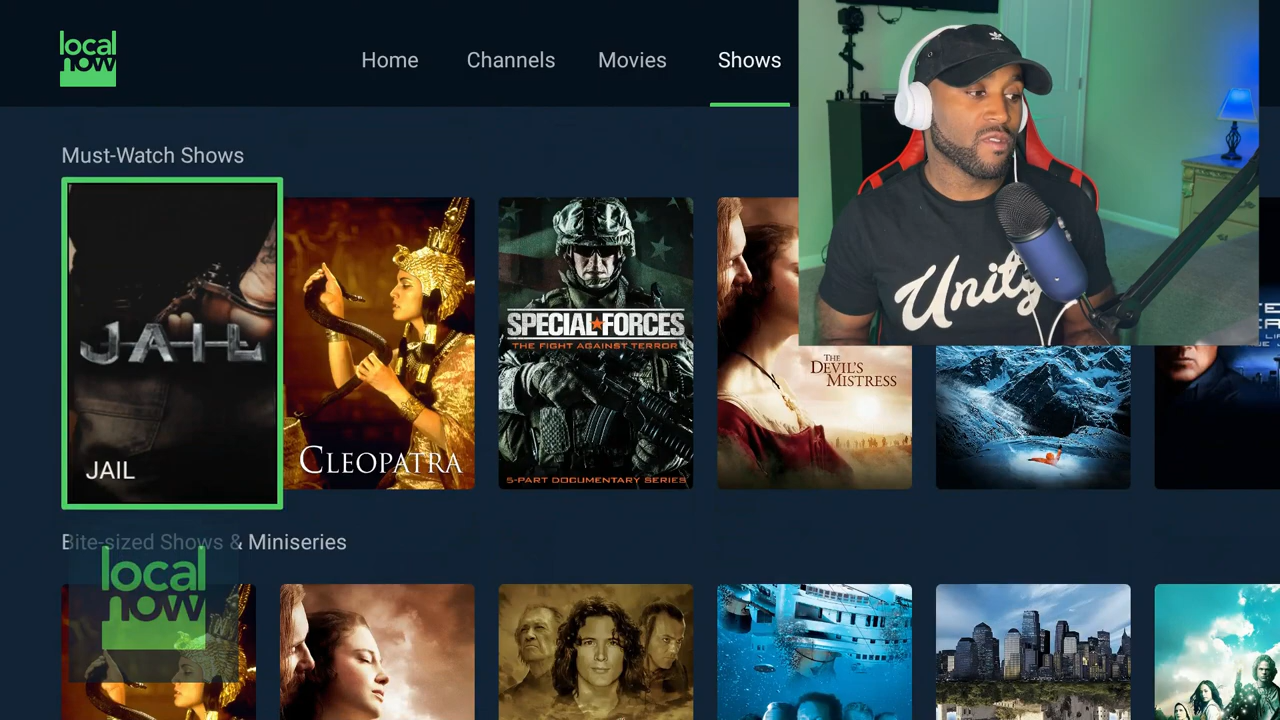 local
now
Home
Channels
Movies
Shows
Must-Watch Shows
JAIL
JAIL
CLEOPATRA
SPECIAL FORCES
THE FIGHT AGAINST TERROR
5-PART DOCUMENTARY SERIES
THE
DEVIL'S
MISTRESS
Unity
Bite-sized Shows & Miniseries
local
now